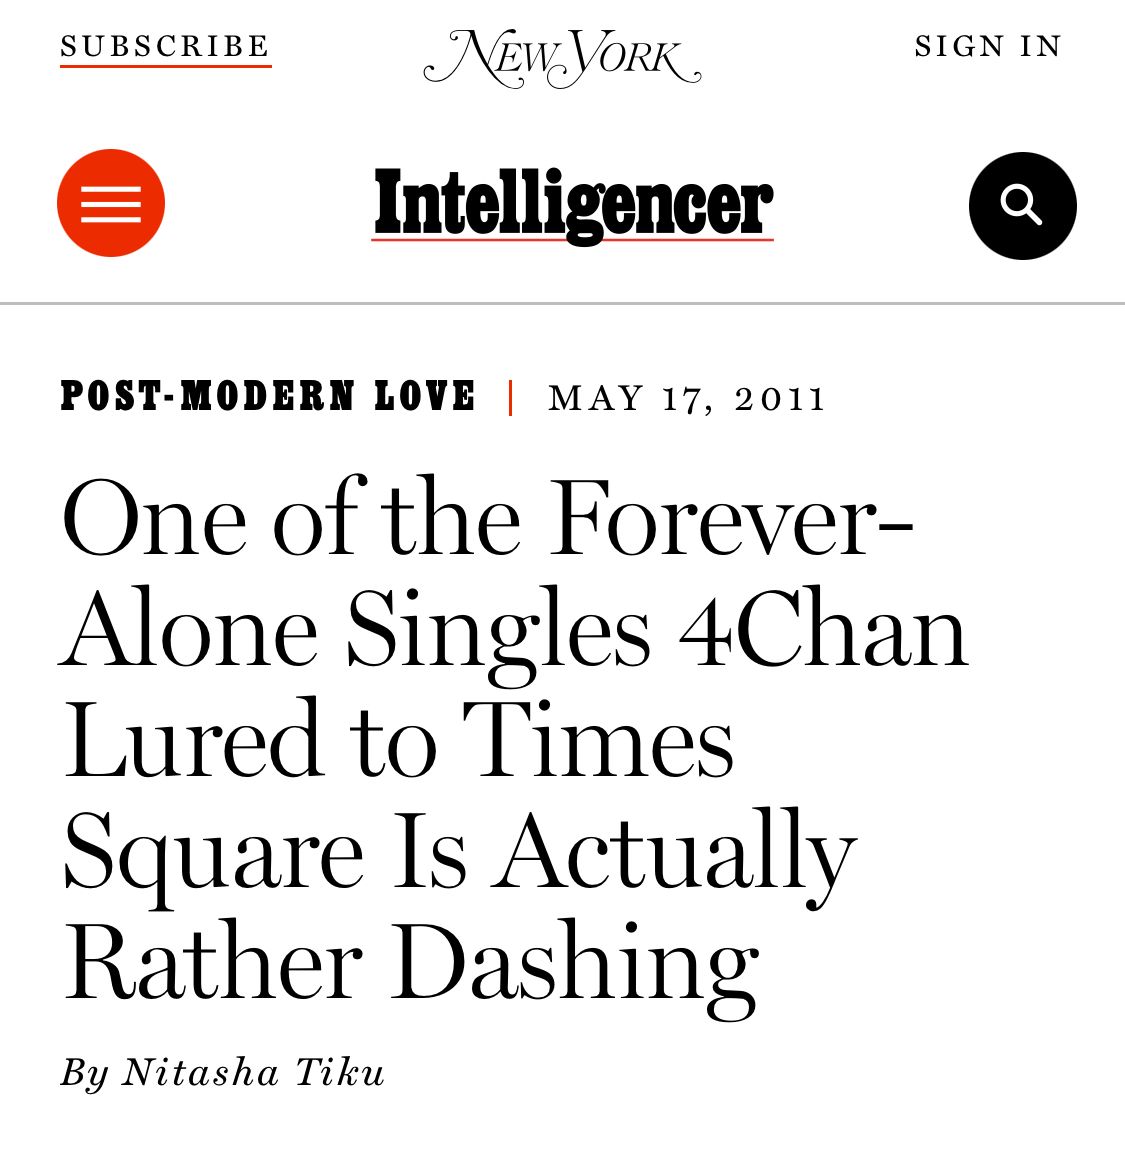 SUBSCRIBE
NEW YORK
SIGN IN
Intelligencer
POST-MODERN LOVE | MAY 17, 2011
One of the Forever-
Alone Singles 4Chan
Lured to Times
Square Is Actually
Rather Dashing
By Nitasha Tiku